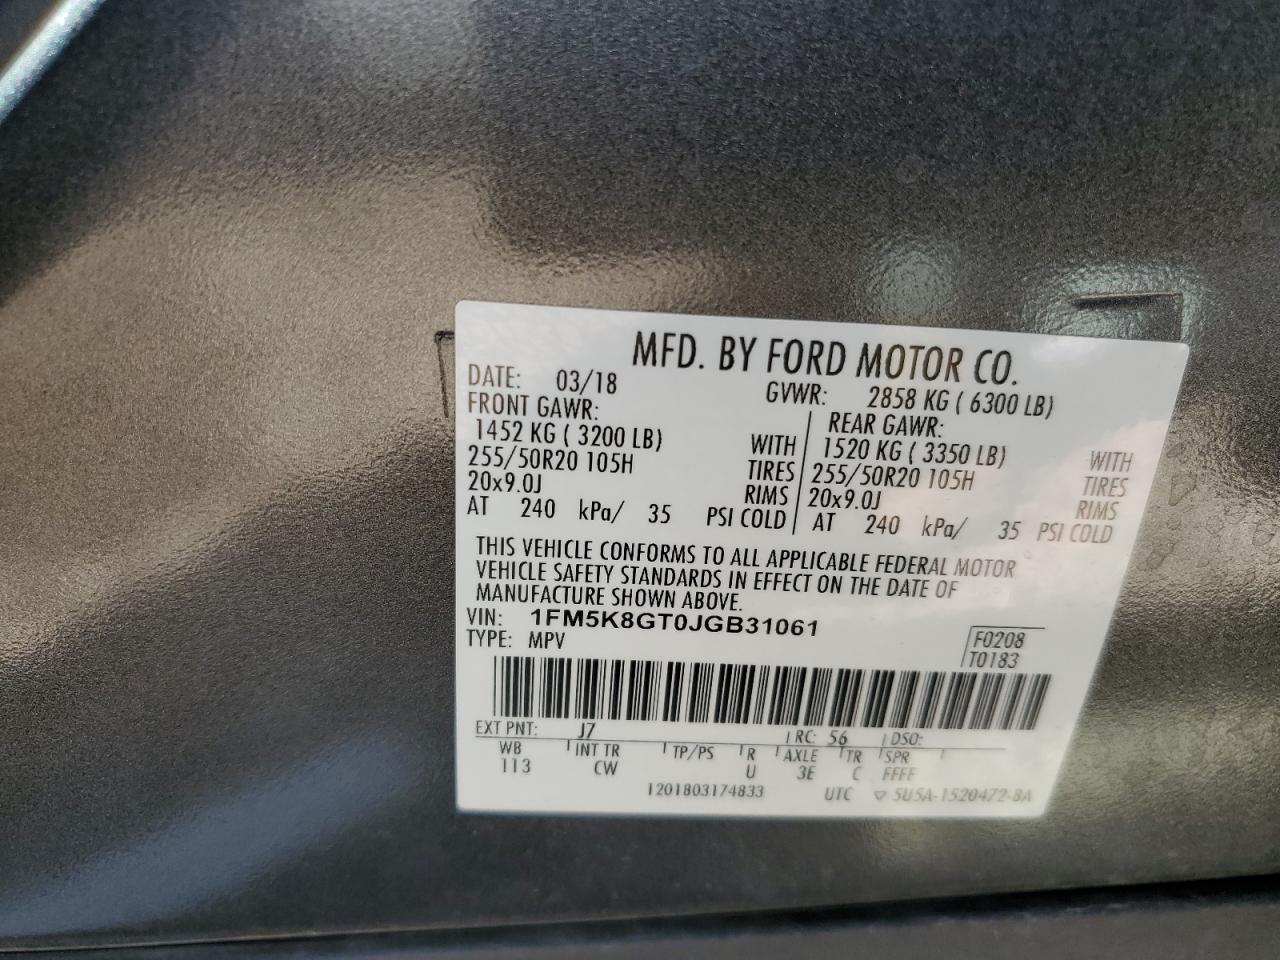 MFD. BY FORD MOTOR CO.
DATE: 03/18 GVWR: 2858 KG ( 6300 LB)
FRONT GAWR: REAR GAWR:
1452 KG ( 3200 LB) WITH 1520 KG ( 3350 LB) WITH
255/50R20 105H TIRES 255/50R20 105H TIRES
20x9.0J RIMS 20x9.0J RIMS
AT 240 kPa/ 35 PSI COLD AT 240 kPa/ 35 PSI COLD
THIS VEHICLE CONFORMS TO ALL APPLICABLE FEDERAL MOTOR
VEHICLE SAFETY STANDARDS IN EFFECT ON THE DATE OF
MANUFACTURE SHOWN ABOVE.
VIN: 1FM5K8GT0JGB31061
TYPE: MPV F0208
T0183
EXT PNT: J7 RC: 56 DSO:
WB INT TR TP/PS R AXLE TR SPR
113 CW U 3E C FFFF
1201803174833 UTC ▽ 5U5A-1520472-BA